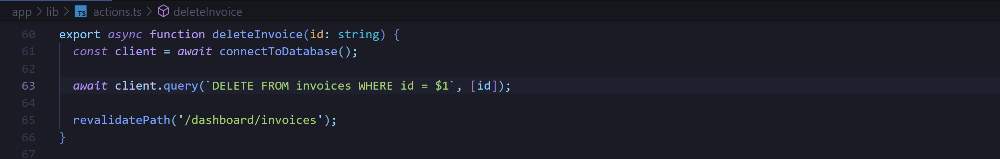 app > lib > TS actions.ts > deleteInvoice
60 export async function deleteInvoice(id: string) {
61 const client = await connectToDatabase();
62
63 await client.query(`DELETE FROM invoices WHERE id = $1`, [id]);
64
65 revalidatePath('/dashboard/invoices');
66 }
67